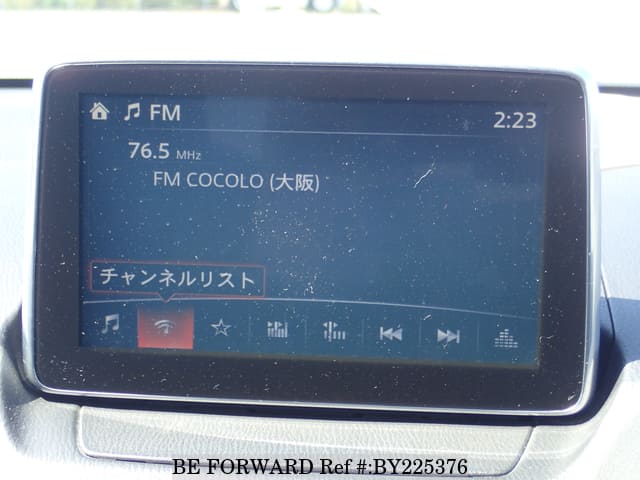 FM 2:23
76.5 MHz
FM COCOLO (大阪)
チャンネルリスト
BE FORWARD Ref #:BY225376